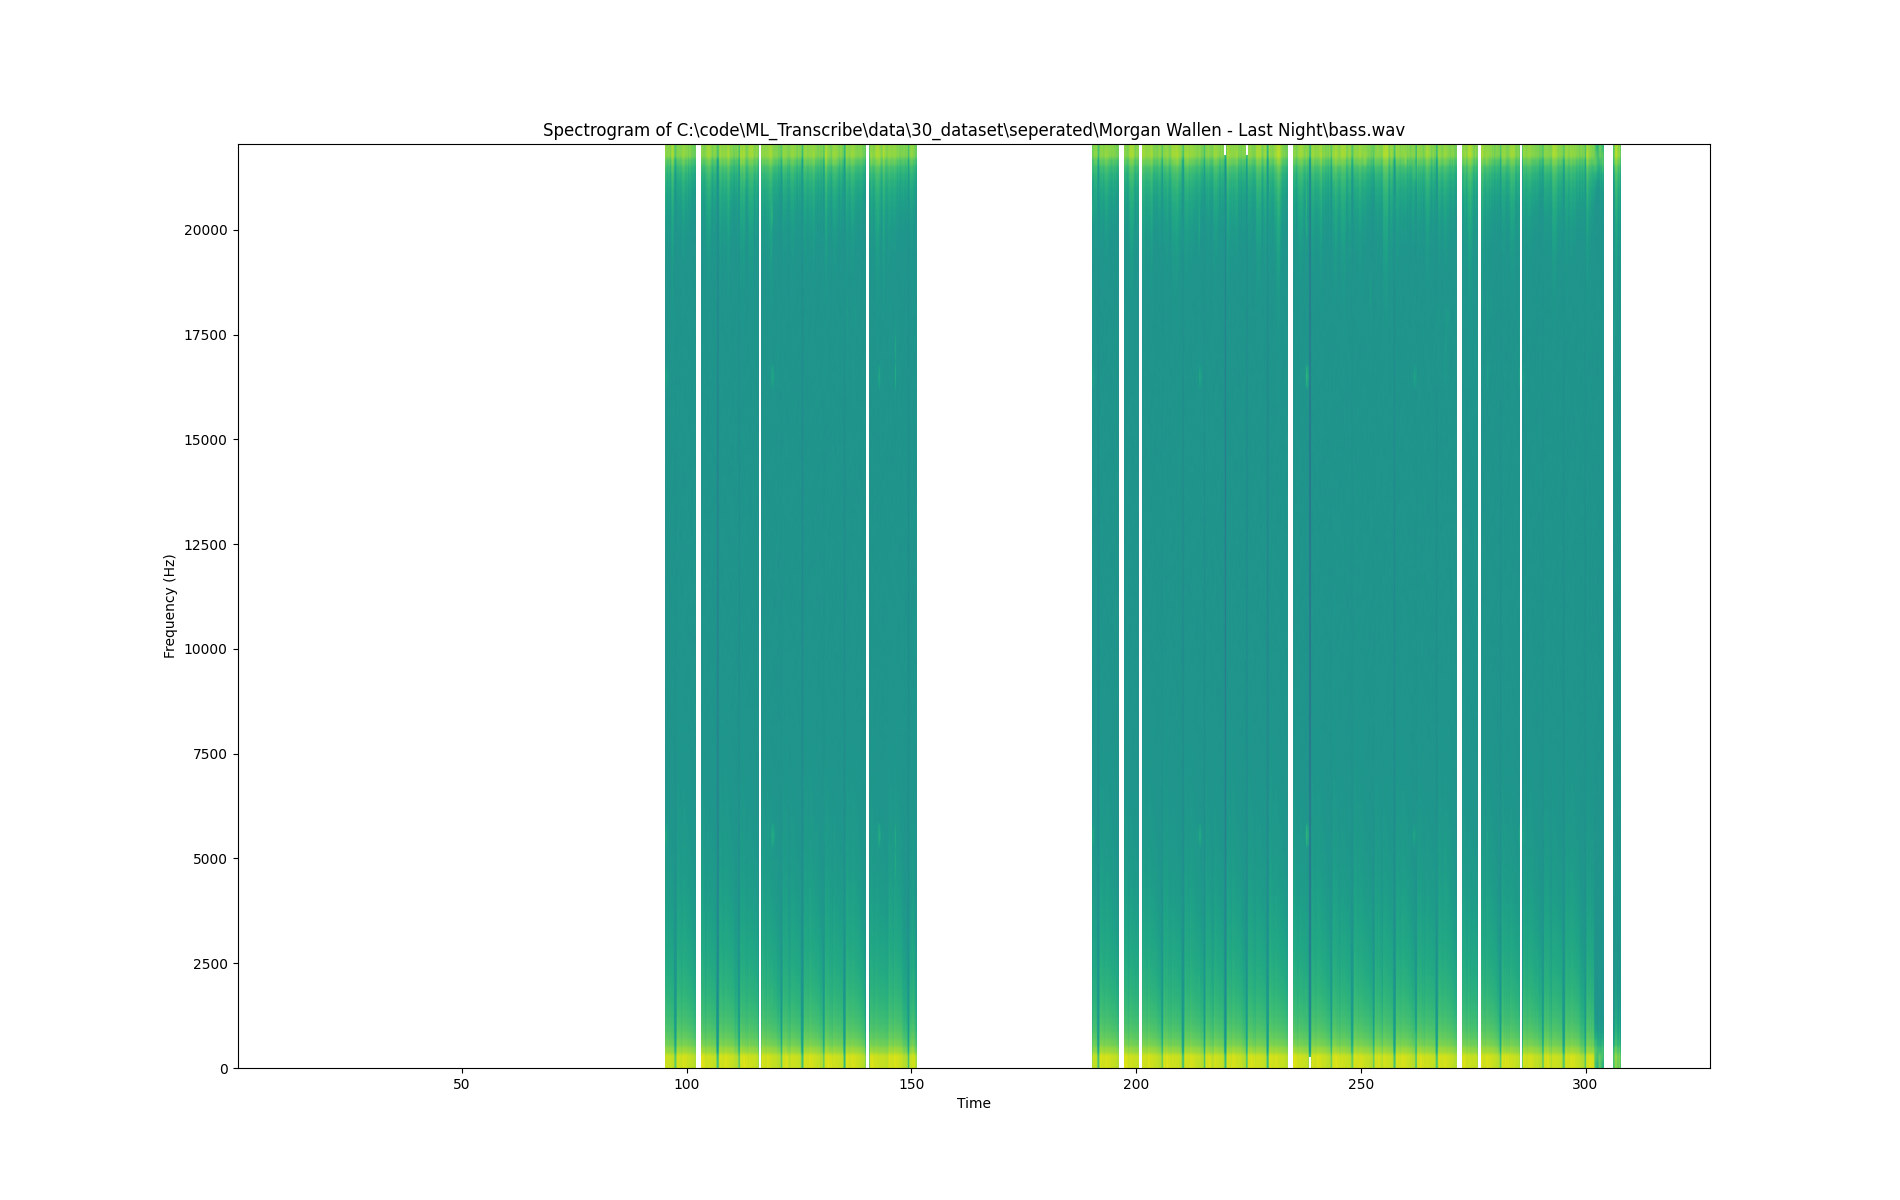 Spectrogram of C:\code\ML_Transcribe\data\30_dataset\seperated\Morgan Wallen - Last Night\bass.wav
Frequency (Hz)
20000
17500
15000
12500
10000
7500
5000
2500
0
50 100 150 200 250 300
Time